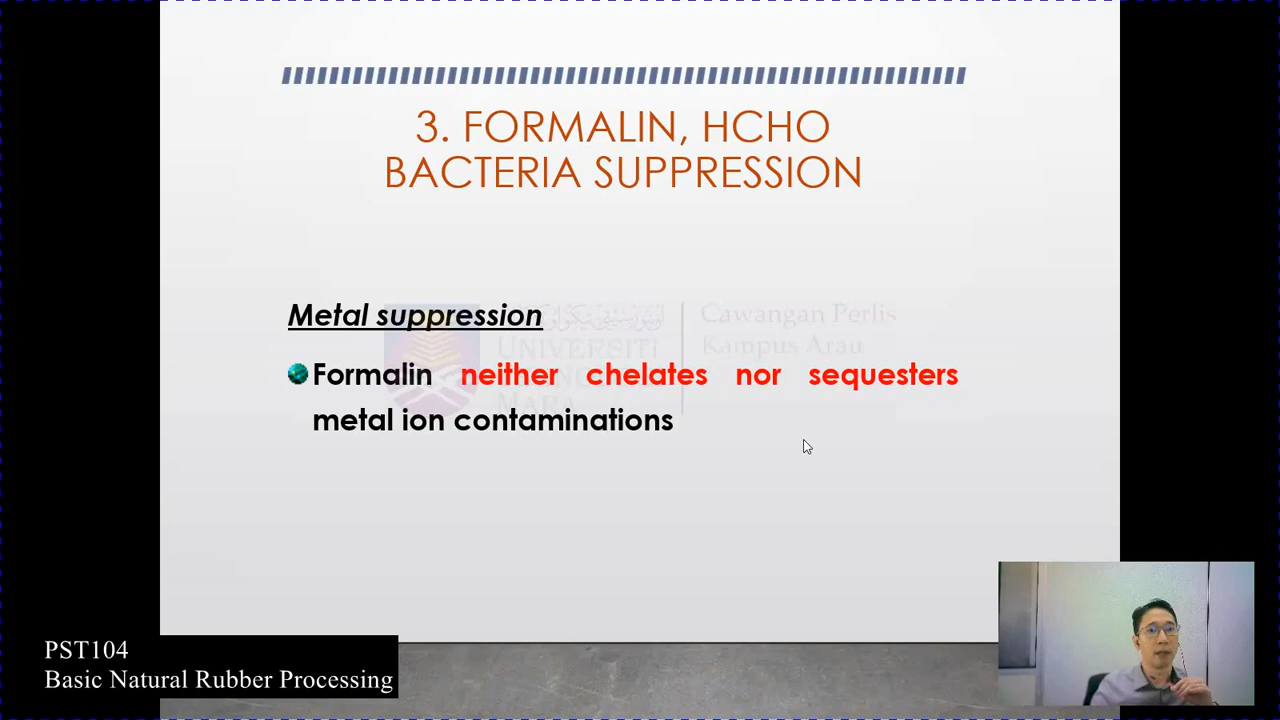 3. FORMALIN, HCHO
BACTERIA SUPPRESSION
Metal suppression
Formalin neither chelates nor sequesters
metal ion contaminations
Cawangan Perlis
Kampus Arau
UNIVERSITI
MARA
PST104
Basic Natural Rubber Processing